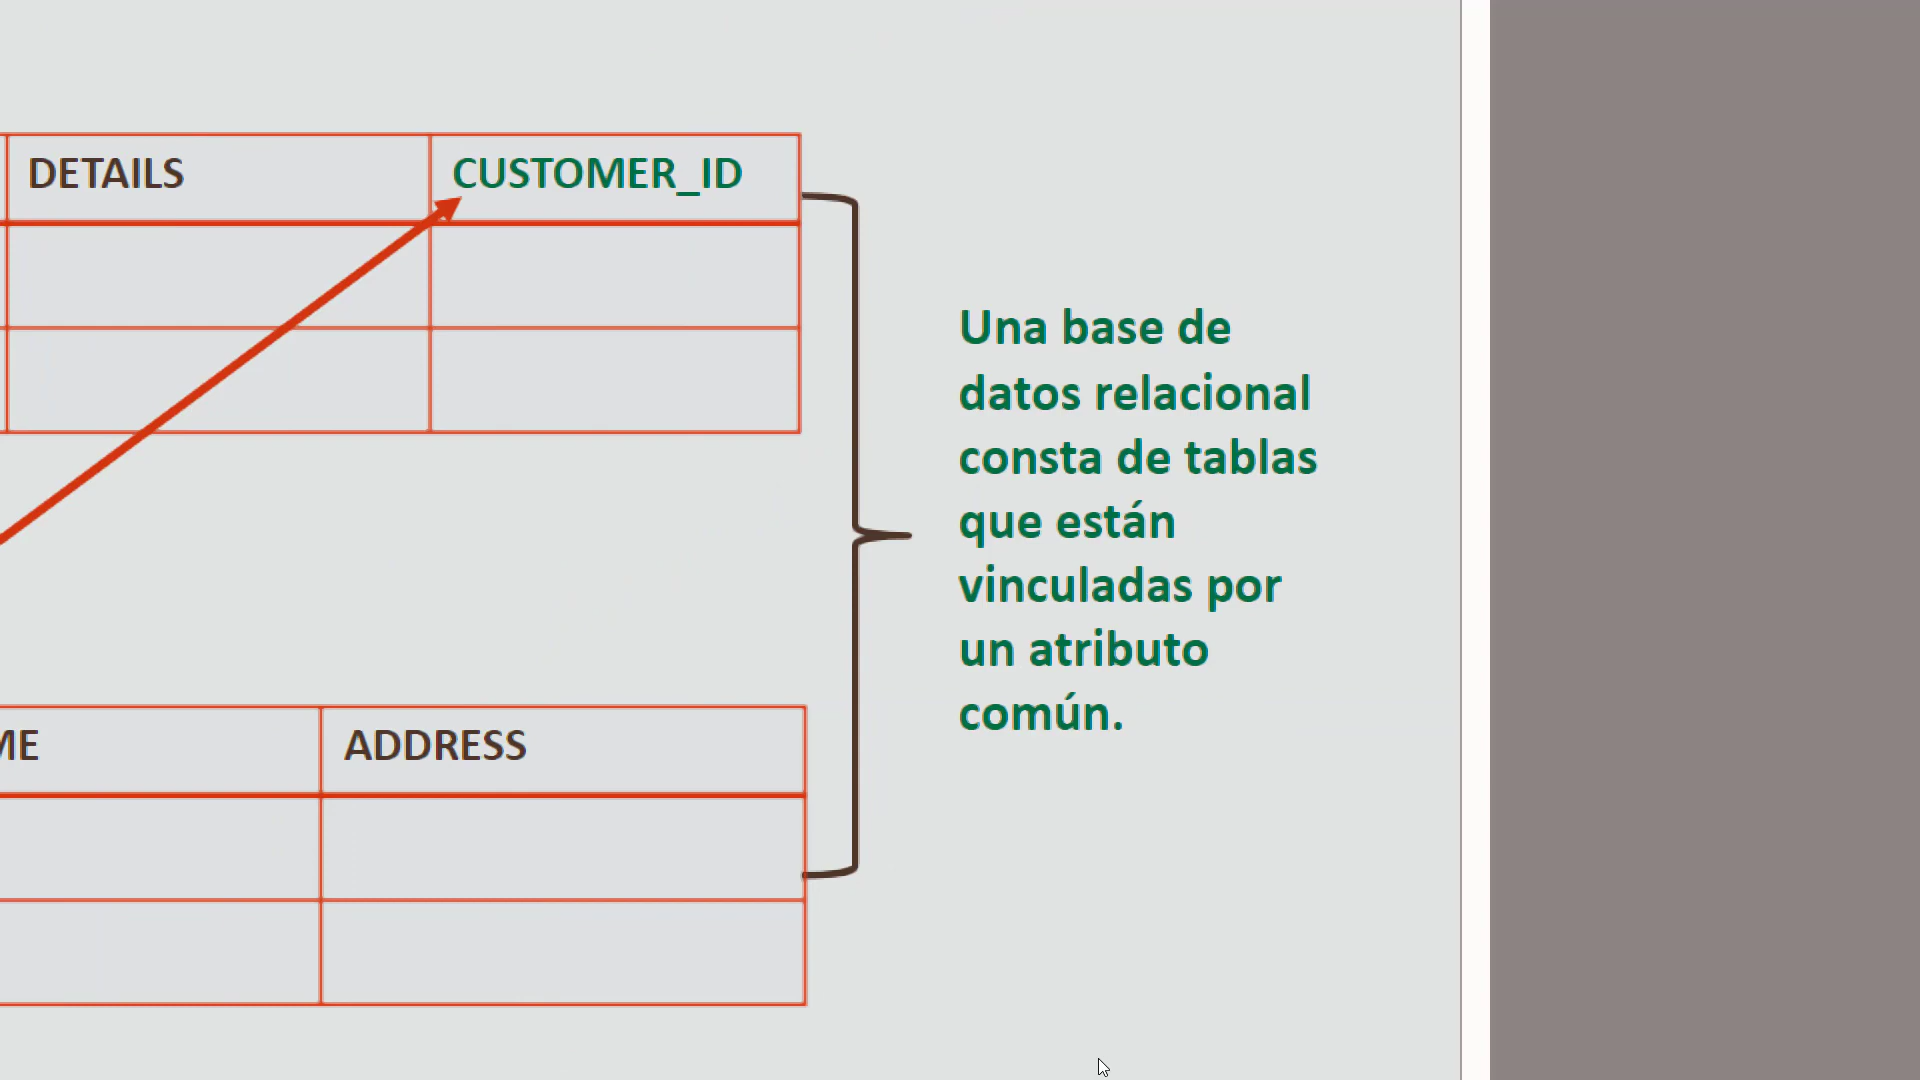 DETAILS
CUSTOMER_ID
Una base de
datos relacional
consta de tablas
que están
vinculadas por
un atributo
común.
ME
ADDRESS